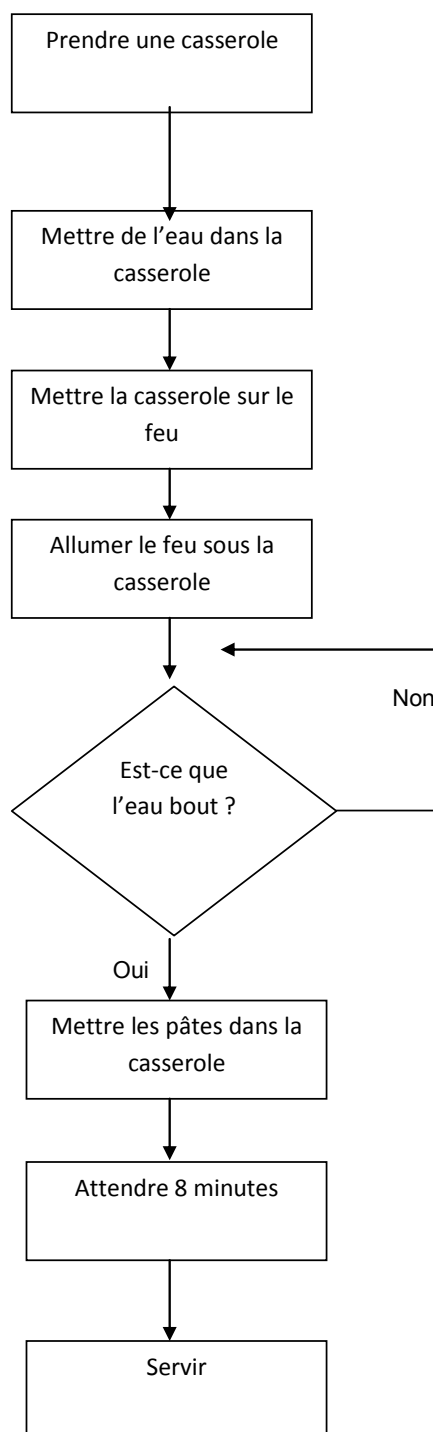 Prendre une casserole
Mettre de l’eau dans la
casserole
Mettre la casserole sur le
feu
Allumer le feu sous la
casserole
Non
Est-ce que
l’eau bout ?
Oui
Mettre les pâtes dans la
casserole
Attendre 8 minutes
Servir